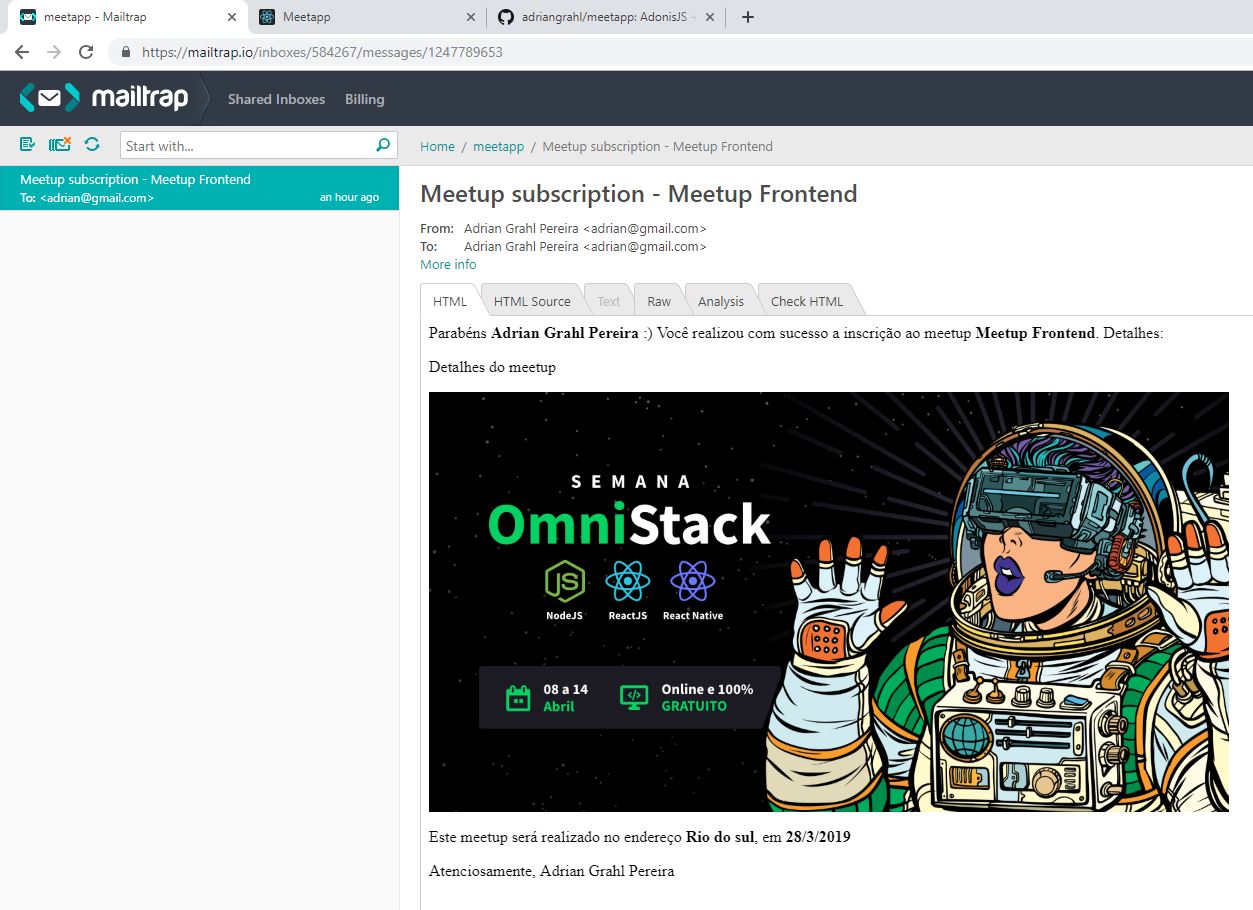 meetapp - Mailtrap
Meetapp
adriangrahl/meetapp: AdonisJS +
https://mailtrap.io/inboxes/584267/messages/1247789653
mailtrap
Shared Inboxes
Billing
Start with...
Home / meetapp / Meetup subscription - Meetup Frontend
Meetup subscription - Meetup Frontend
To: <adrian@gmail.com>
an hour ago
Meetup subscription - Meetup Frontend
From: Adrian Grahl Pereira <adrian@gmail.com>
To: Adrian Grahl Pereira <adrian@gmail.com>
More info
HTML
HTML Source
Text
Raw
Analysis
Check HTML
Parabéns Adrian Grahl Pereira :) Você realizou com sucesso a inscrição ao meetup Meetup Frontend. Detalhes:
Detalhes do meetup
SEMANA
OmniStack
JS
NodeJS
ReactJS
React Native
08 a 14
Abril
Online e 100%
GRATUITO
Este meetup será realizado no endereço Rio do sul, em 28/3/2019
Atenciosamente, Adrian Grahl Pereira